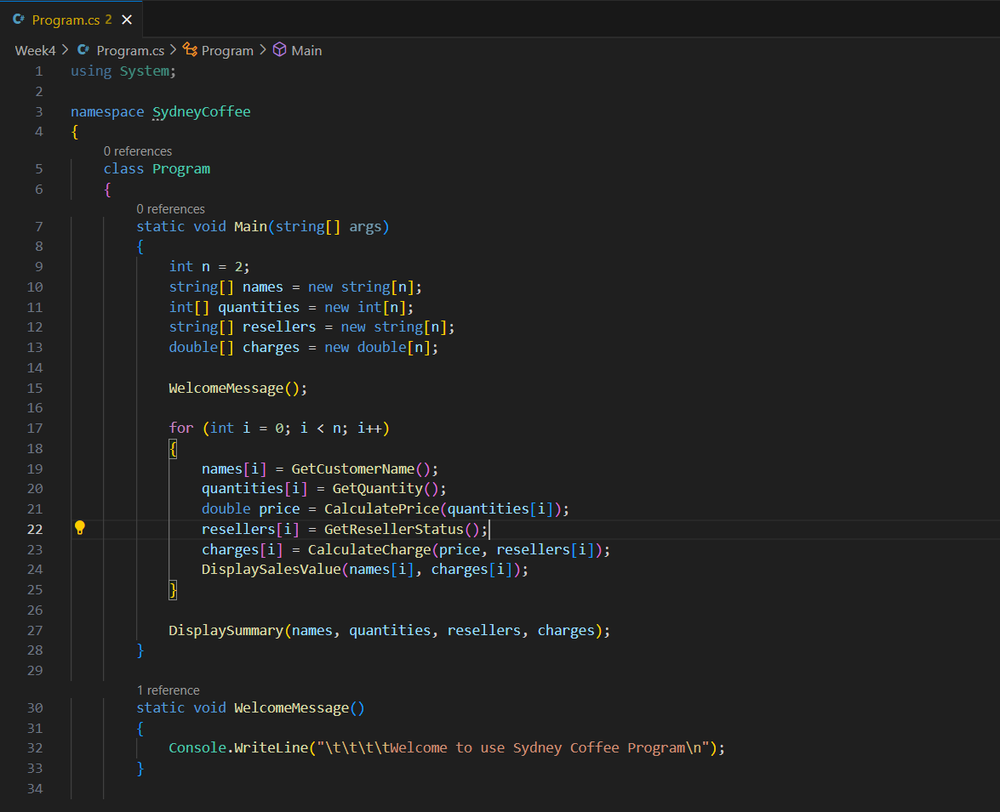 C# Program.cs 2 ×
Week4 > C# Program.cs > Program > Main
1 using System;
2
3 namespace SydneyCoffee
4 {
0 references
5 class Program
6 {
0 references
7 static void Main(string[] args)
8 {
9 int n = 2;
10 string[] names = new string[n];
11 int[] quantities = new int[n];
12 string[] resellers = new string[n];
13 double[] charges = new double[n];
14
15 WelcomeMessage();
16
17 for (int i = 0; i < n; i++)
18 {
19 names[i] = GetCustomerName();
20 quantities[i] = GetQuantity();
21 double price = CalculatePrice(quantities[i]);
22 resellers[i] = GetResellerStatus();
23 charges[i] = CalculateCharge(price, resellers[i]);
24 DisplaySalesValue(names[i], charges[i]);
25 }
26
27 DisplaySummary(names, quantities, resellers, charges);
28 }
29
1 reference
30 static void WelcomeMessage()
31 {
32 Console.WriteLine("\t\t\t\tWelcome to use Sydney Coffee Program\n");
33 }
34